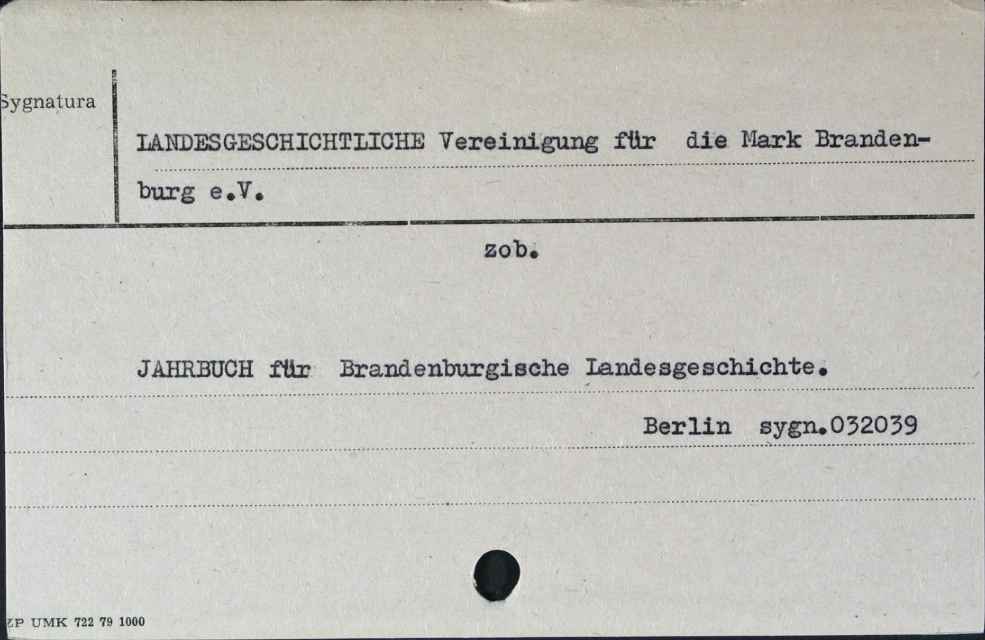 Sygnatura
LANDESGESCHICHTLICHE Vereinigung für die Mark Branden-
burg e.V.
zob.
JAHRBUCH für Brandenburgische Landesgeschichte.
Berlin sygn.032039
ZP UMK 722 79 1000